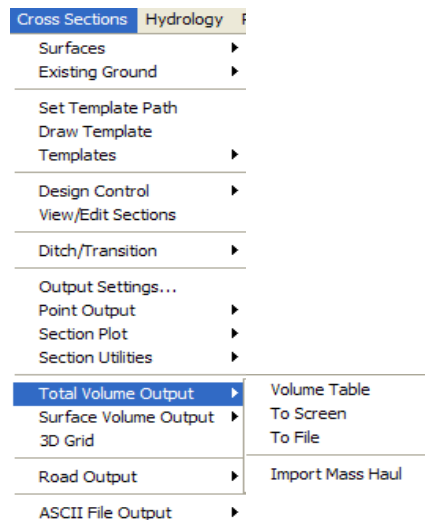 Cross Sections Hydrology
Surfaces
Existing Ground
Set Template Path
Draw Template
Templates
Design Control
View/Edit Sections
Ditch/Transition
Output Settings...
Point Output
Section Plot
Section Utilities
Total Volume Output
Surface Volume Output
3D Grid
Road Output
ASCII File Output
Volume Table
To Screen
To File
Import Mass Haul